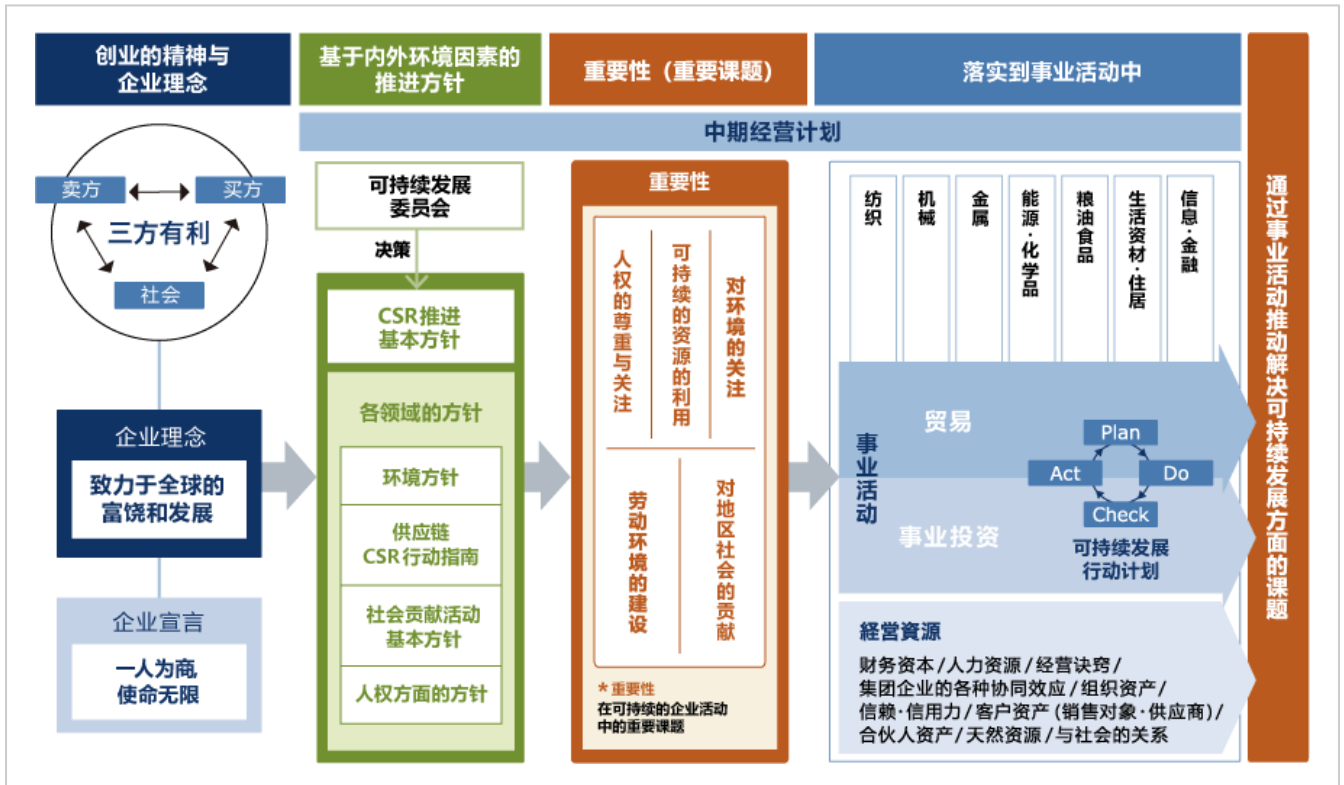 创业的精神与
企业理念
基于内外环境因素的
推进方针
重要性（重要课题）
落实到事业活动中
中期经营计划
卖方
买方
三方有利
社会
企业理念
致力于全球的
富饶和发展
企业宣言
一人为商,
使命无限
可持续发展
委员会
决策
CSR推进
基本方针
各领域的方针
环境方针
供应链
CSR行动指南
社会贡献活动
基本方针
人权方面的方针
重要性
人权的尊重与关注
可持续的资源的利用
对环境的关注
劳动环境的建设
对地区社会的贡献
*重要性
在可持续的企业活动
中的重要课题
纺织
机械
金属
能源·化学品
粮油食品
生活资材·住居
信息·金融
事业活动
贸易
事业投资
Plan
Act
Do
Check
可持续发展
行动计划
経営資源
财务资本/人力资源/经营诀窍/
集团企业的各种协同效应/组织资产/
信赖·信用力/客户资产(销售对象·供应商)/
合伙人资产/天然资源/与社会的关系
通过事业活动推动解决可持续发展方面的课题